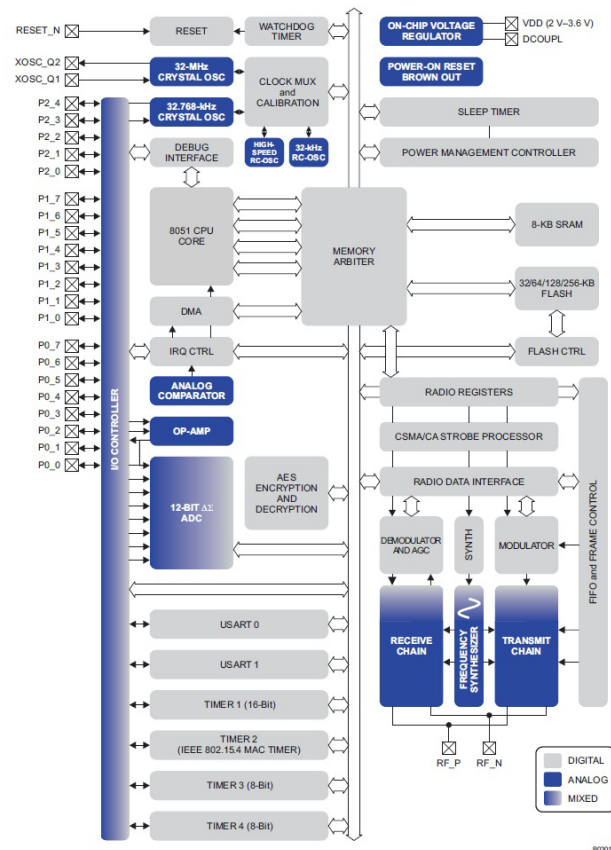 RESET_N
RESET
WATCHDOG
TIMER
ON-CHIP VOLTAGE
REGULATOR
VDD (2 V–3.6 V)
DCOUPL
XOSC_Q2
XOSC_Q1
32-MHz
CRYSTAL OSC
CLOCK MUX
and
CALIBRATION
POWER-ON RESET
BROWN OUT
P2_4
P2_3
P2_2
P2_1
P2_0
32.768-kHz
CRYSTAL OSC
HIGH-
SPEED
RC-OSC
32-kHz
RC-OSC
SLEEP TIMER
POWER MANAGEMENT CONTROLLER
DEBUG
INTERFACE
P1_7
P1_6
P1_5
P1_4
P1_3
P1_2
P1_1
P1_0
8051 CPU
CORE
MEMORY
ARBITER
8-KB SRAM
32/64/128/256-KB
FLASH
DMA
IRQ CTRL
FLASH CTRL
P0_7
P0_6
P0_5
P0_4
P0_3
P0_2
P0_1
P0_0
I/O CONTROLLER
ANALOG
COMPARATOR
OP-AMP
12-BIT ΔΣ
ADC
AES
ENCRYPTION
AND
DECRYPTION
RADIO REGISTERS
CSMA/CA STROBE PROCESSOR
RADIO DATA INTERFACE
DEMODULATOR
AND AGC
SYNTH
MODULATOR
FIFO and FRAME CONTROL
RECEIVE
CHAIN
FREQUENCY
SYNTHESIZER
TRANSMIT
CHAIN
USART 0
USART 1
TIMER 1 (16-Bit)
TIMER 2
(IEEE 802.15.4 MAC TIMER)
TIMER 3 (8-Bit)
TIMER 4 (8-Bit)
RF_P
RF_N
DIGITAL
ANALOG
MIXED